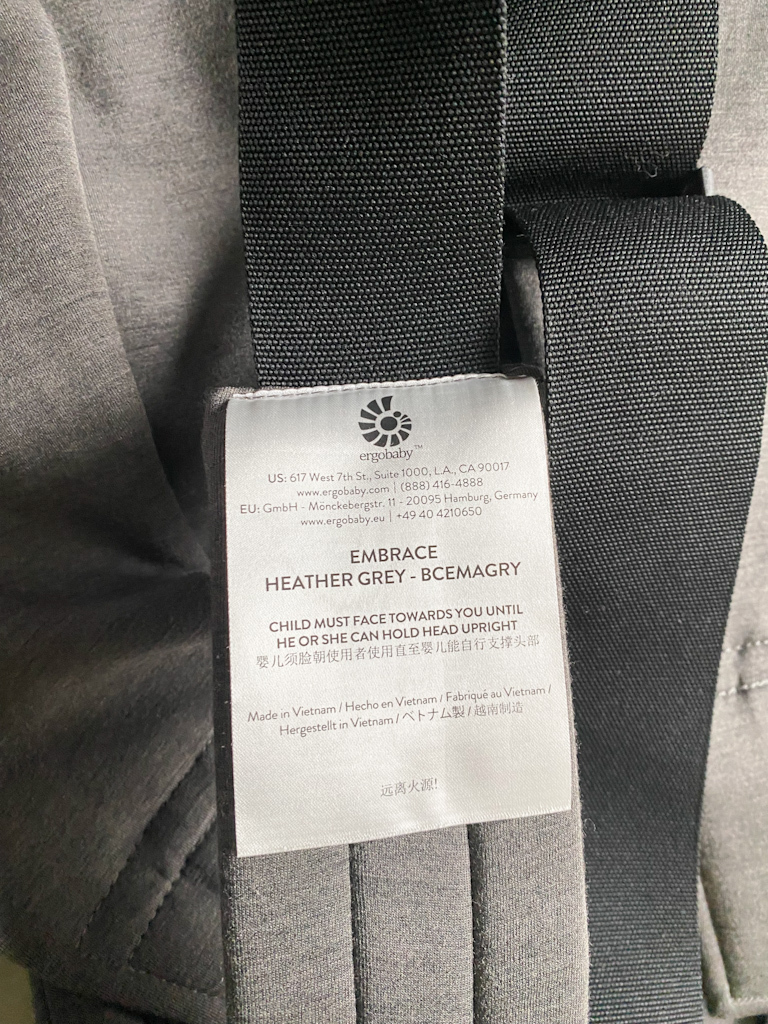 ergobaby™
US: 617 West 7th St., Suite 1000, L.A., CA 90017
www.ergobaby.com | (888) 416-4888
EU: GmbH - Mönckebergstr. 11 - 20095 Hamburg, Germany
www.ergobaby.eu | +49 40 4210650
EMBRACE
HEATHER GREY - BCEMAGRY
CHILD MUST FACE TOWARDS YOU UNTIL
HE OR SHE CAN HOLD HEAD UPRIGHT
婴儿须脸朝使用者使用直至婴儿能自行支撑头部
Made in Vietnam / Hecho en Vietnam / Fabriqué au Vietnam /
Hergestellt in Vietnam / ベトナム製 / 越南制造
远离火源!